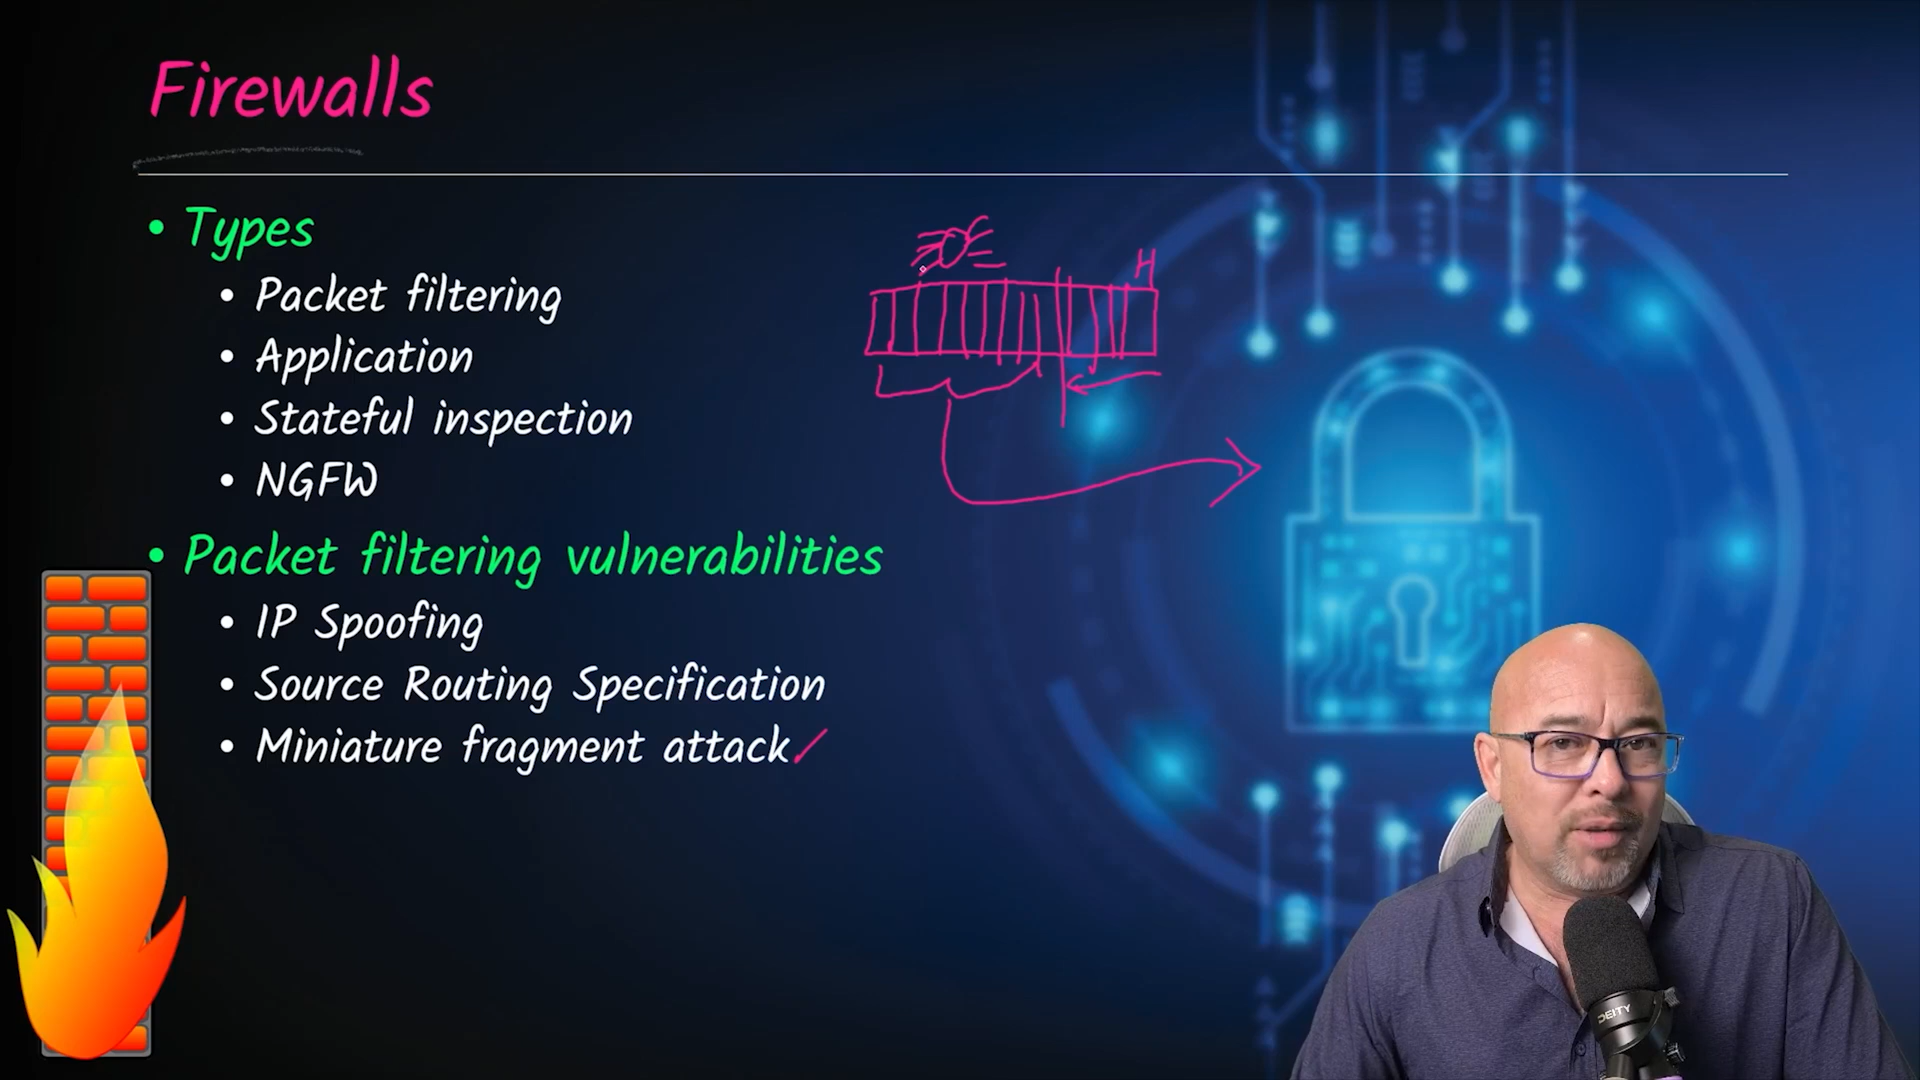 Firewalls
• Types
• Packet filtering
• Application
• Stateful inspection
• NGFW
H
• Packet filtering vulnerabilities
• IP Spoofing
• Source Routing Specification
• Miniature fragment attack
DEITY